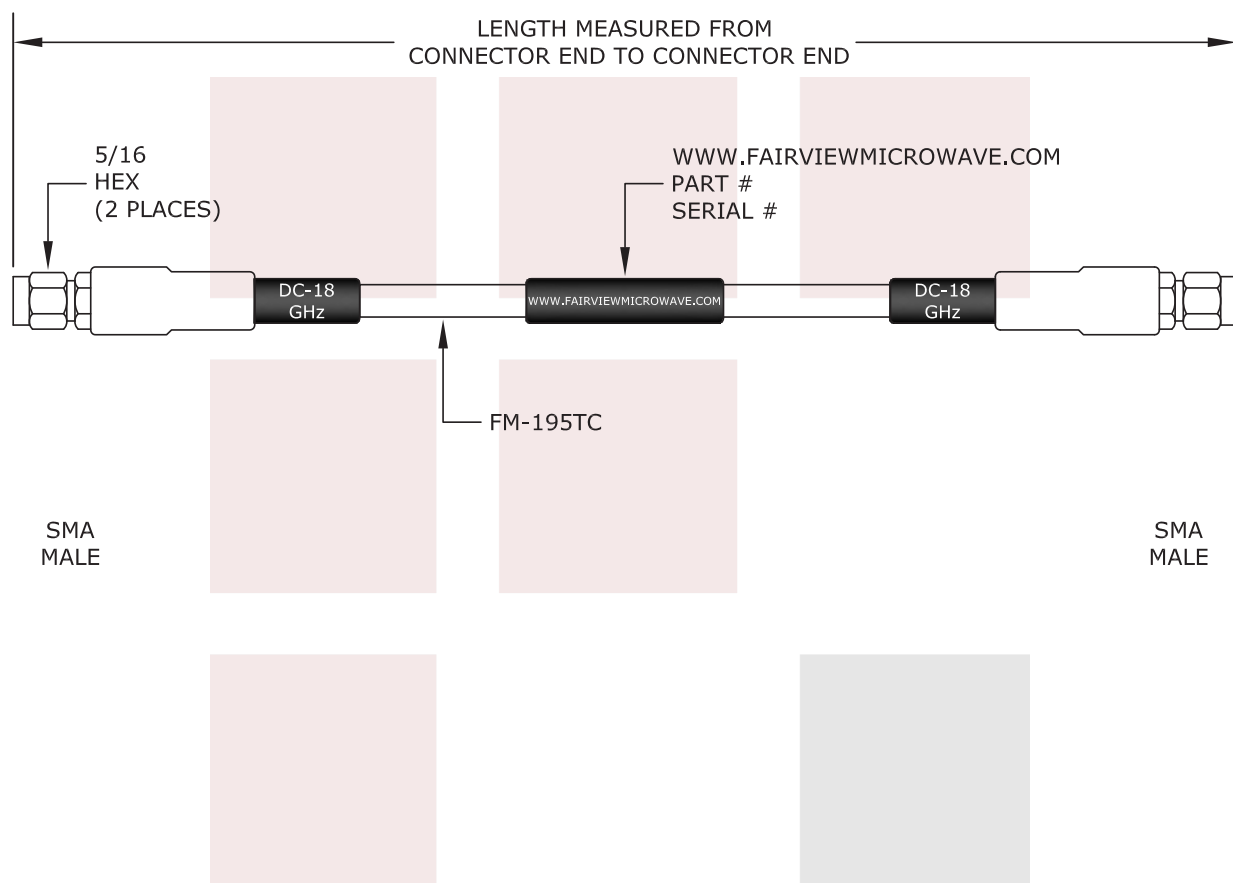 LENGTH MEASURED FROM
CONNECTOR END TO CONNECTOR END
5/16
HEX
(2 PLACES)
WWW.FAIRVIEWMICROWAVE.COM
PART #
SERIAL #
DC-18
GHz
WWW.FAIRVIEWMICROWAVE.COM
DC-18
GHz
FM-195TC
SMA
MALE
SMA
MALE